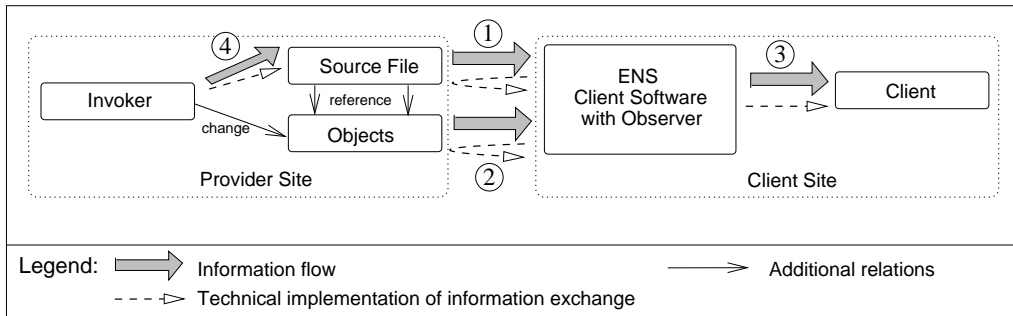 4
1
3
Source File
ENS
Client Software
with Observer
Invoker
reference
Client
change
Objects
2
Provider Site
Client Site
Legend:
Information flow
Additional relations
Technical implementation of information exchange